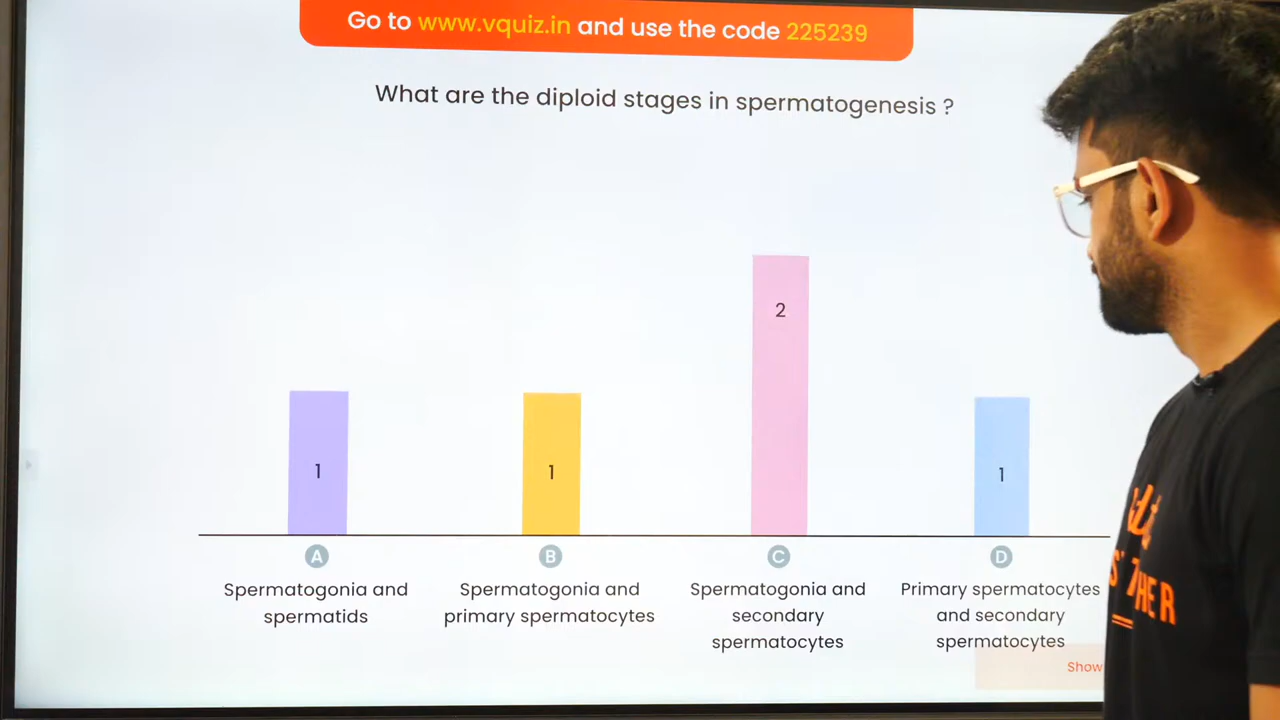 Go to www.vquiz.in and use the code 225239
What are the diploid stages in spermatogenesis ?
1
1
2
1
A
B
C
D
Spermatogonia and
spermatids
Spermatogonia and
primary spermatocytes
Spermatogonia and
secondary
spermatocytes
Primary spermatocytes
and secondary
spermatocytes
Show